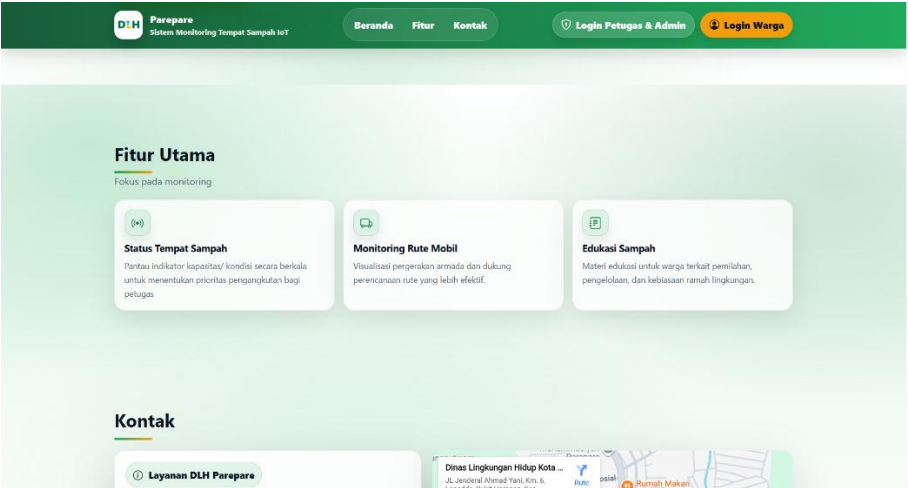 DLH
Parepare
Sistem Monitoring Tempat Sampah IoT
Beranda Fitur Kontak
Login Petugas & Admin
Login Warga
Fitur Utama
Fokus pada monitoring
Status Tempat Sampah
Pantau indikator kapasitas/ kondisi secara berkala
untuk menentukan prioritas pengangkutan bagi
petugas
Monitoring Rute Mobil
Visualisasi pergerakan armada dan dukung
perencanaan rute yang lebih efektif.
Edukasi Sampah
Materi edukasi untuk warga terkait pemilahan,
pengelolaan, dan kebiasaan ramah lingkungan.
Kontak
Layanan DLH Parepare
Dinas Lingkungan Hidup Kota ...
JL. Jenderal Ahmad Yani, Km. 6,
Rute
Rumah Makan